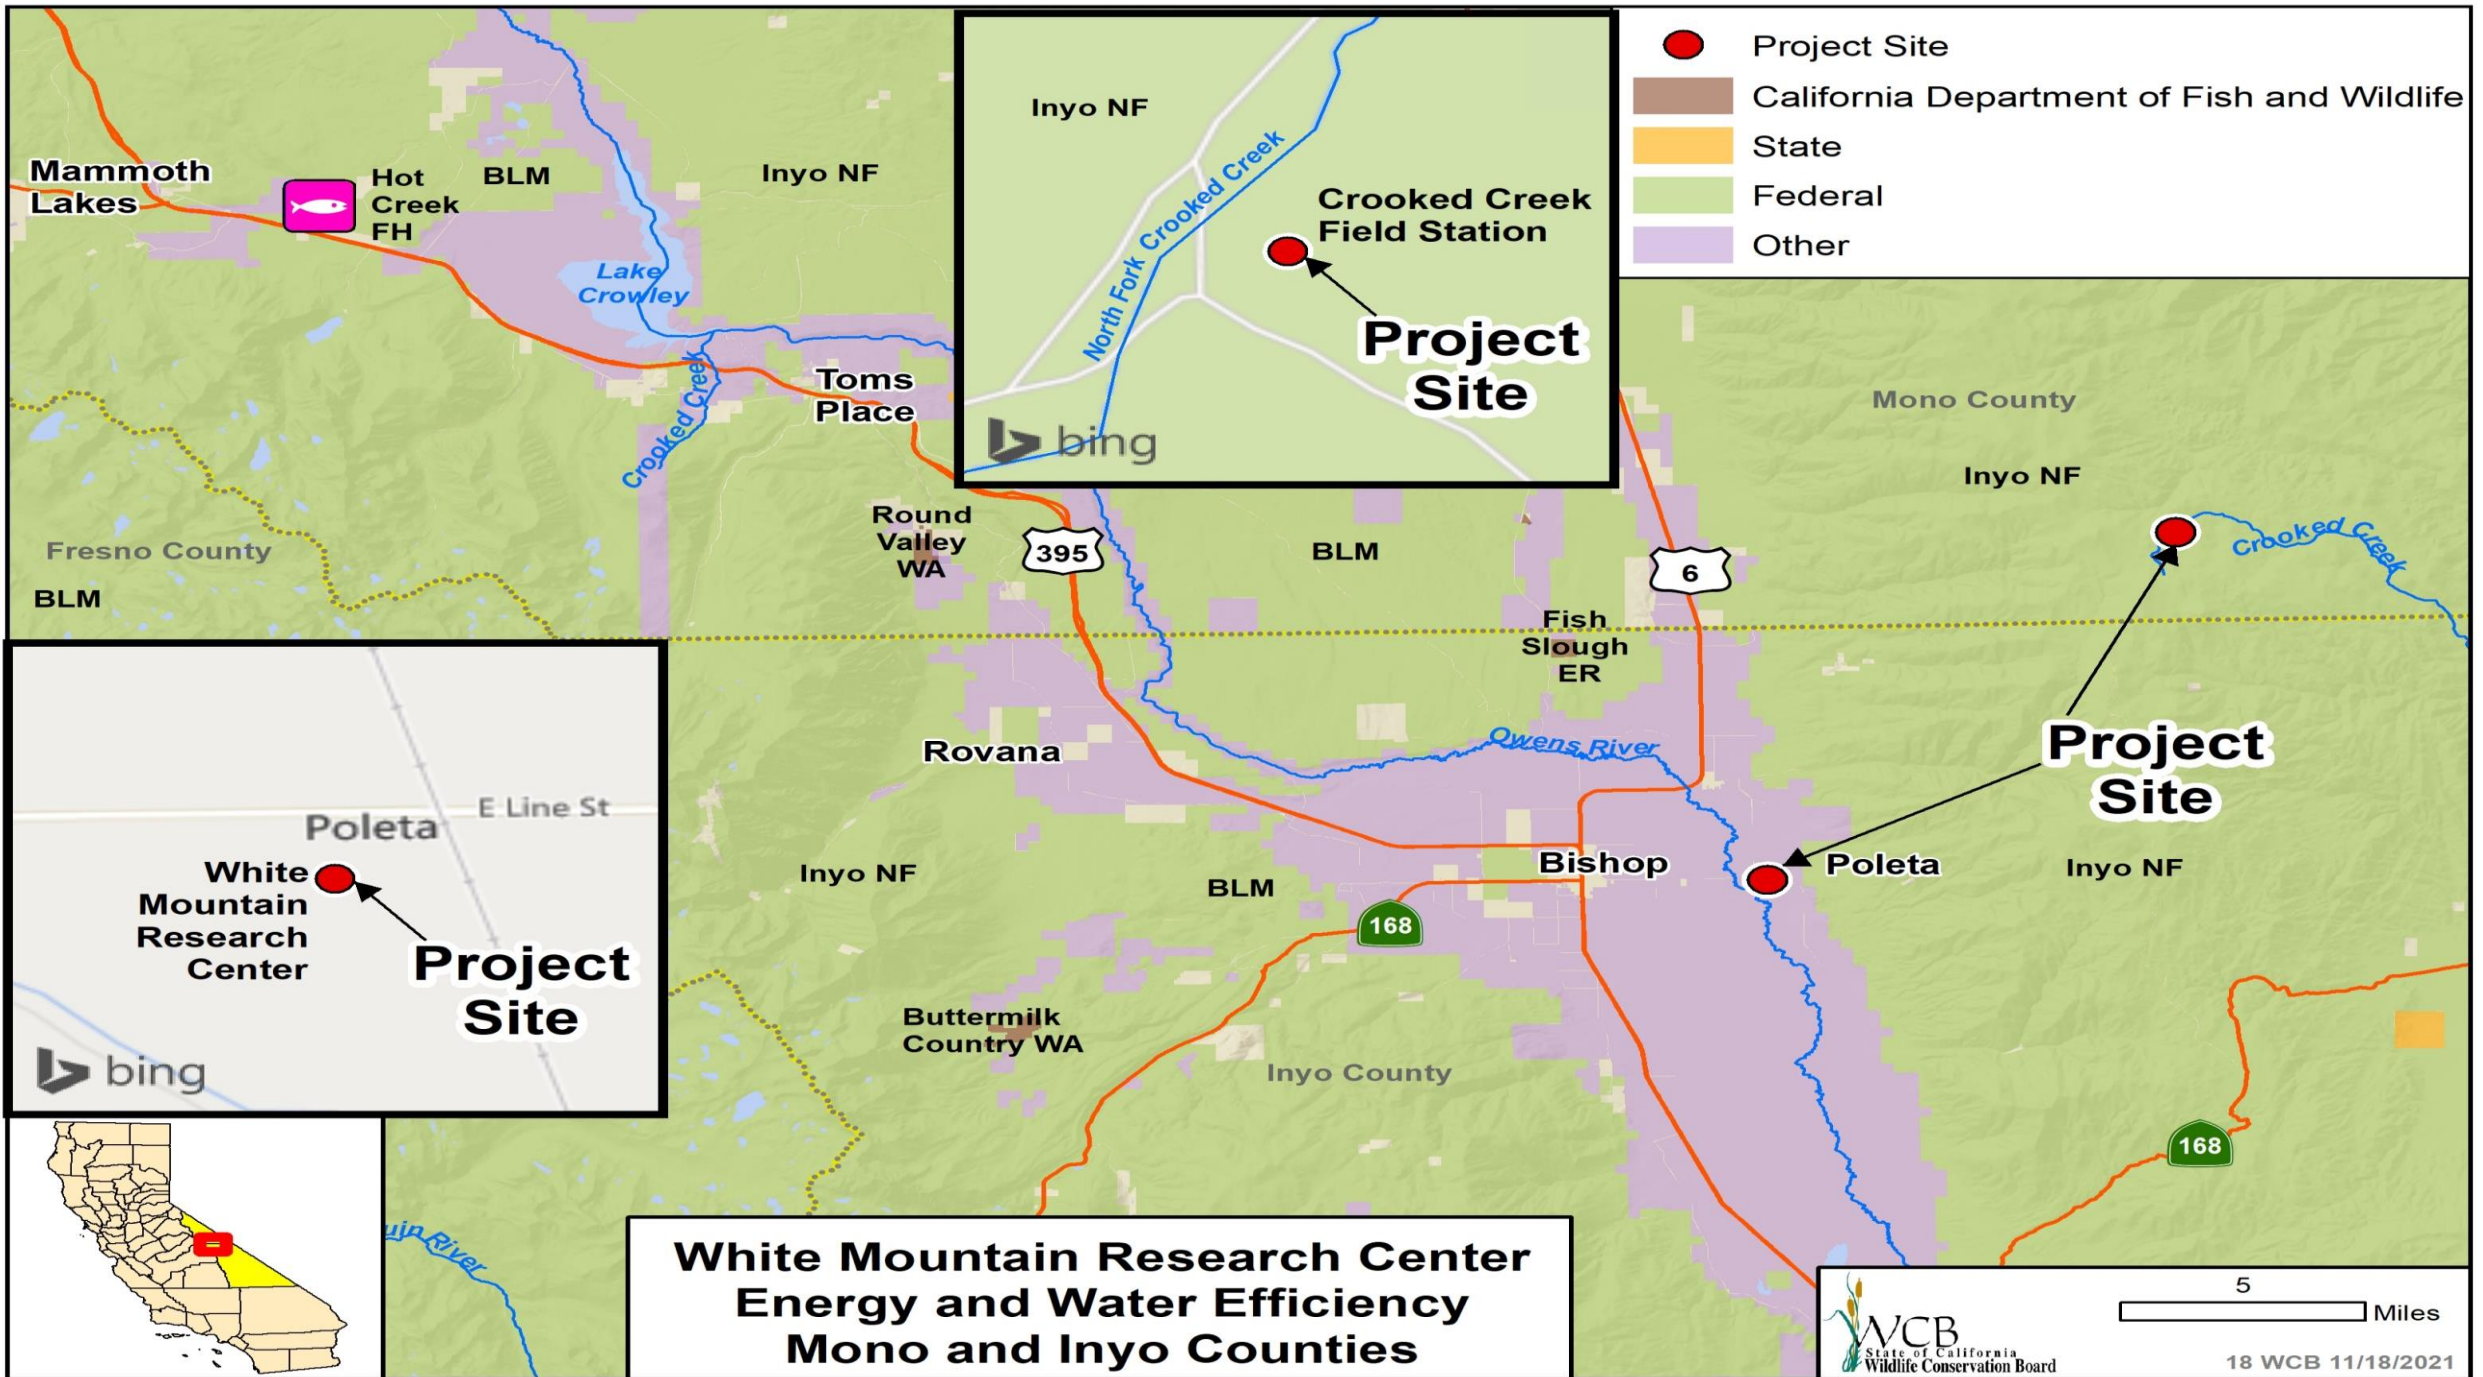 Project Site
California Department of Fish and Wildlife
State
Federal
Other
Inyo NF
North Fork Crooked Creek
Crooked Creek
Field Station
Project
Site
bing
Mammoth
Lakes
Hot
Creek
FH
BLM
Inyo NF
Lake
Crowley
Toms
Place
Crooked Creek
Mono County
Inyo NF
Crooked Creek
Round
Valley
WA
395
BLM
6
Fresno County
BLM
Fish
Slough
ER
Rovana
Owens River
Project
Site
Poleta
E Line St
White
Mountain
Research
Center
Project
Site
bing
Inyo NF
BLM
Bishop
Poleta
Inyo NF
168
Buttermilk
Country WA
Inyo County
168
uin River
White Mountain Research Center
Energy and Water Efficiency
Mono and Inyo Counties
5
Miles
WCB
State of California
Wildlife Conservation Board
18 WCB 11/18/2021